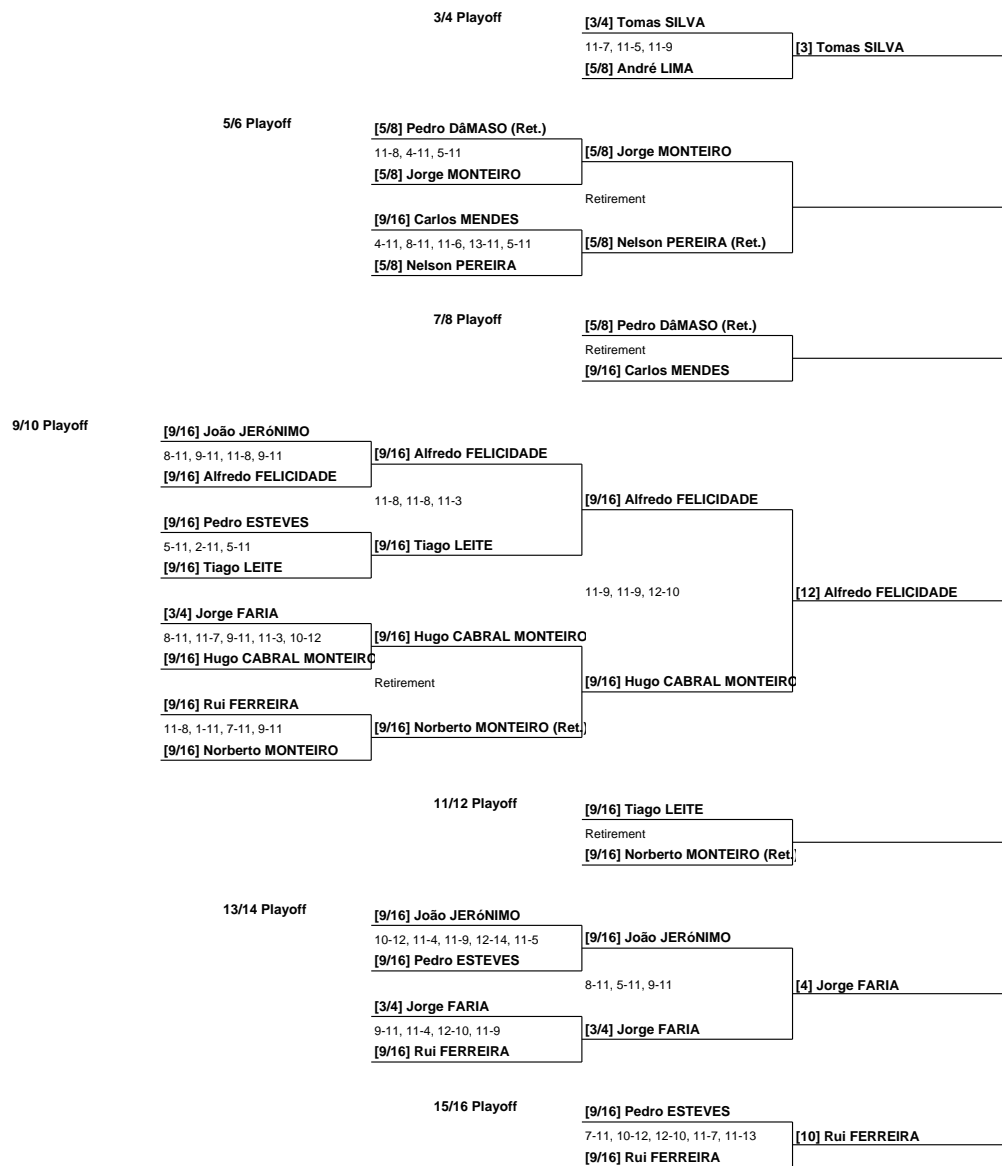 3/4 Playoff
[3/4] Tomas SILVA
11-7, 11-5, 11-9
[3] Tomas SILVA
[5/8] André LIMA
5/6 Playoff
[5/8] Pedro DâMASO (Ret.)
11-8, 4-11, 5-11
[5/8] Jorge MONTEIRO
[5/8] Jorge MONTEIRO
Retirement
[9/16] Carlos MENDES
4-11, 8-11, 11-6, 13-11, 5-11
[5/8] Nelson PEREIRA (Ret.)
[5/8] Nelson PEREIRA
7/8 Playoff
[5/8] Pedro DâMASO (Ret.)
Retirement
[9/16] Carlos MENDES
9/10 Playoff
[9/16] João JERóNIMO
8-11, 9-11, 11-8, 9-11
[9/16] Alfredo FELICIDADE
[9/16] Alfredo FELICIDADE
11-8, 11-8, 11-3
[9/16] Alfredo FELICIDADE
[9/16] Pedro ESTEVES
5-11, 2-11, 5-11
[9/16] Tiago LEITE
[9/16] Tiago LEITE
11-9, 11-9, 12-10
[12] Alfredo FELICIDADE
[3/4] Jorge FARIA
8-11, 11-7, 9-11, 11-3, 10-12
[9/16] Hugo CABRAL MONTEIRO
[9/16] Hugo CABRAL MONTEIRO
Retirement
[9/16] Hugo CABRAL MONTEIRO
[9/16] Rui FERREIRA
11-8, 1-11, 7-11, 9-11
[9/16] Norberto MONTEIRO (Ret.)
[9/16] Norberto MONTEIRO
11/12 Playoff
[9/16] Tiago LEITE
Retirement
[9/16] Norberto MONTEIRO (Ret.)
13/14 Playoff
[9/16] João JERóNIMO
10-12, 11-4, 11-9, 12-14, 11-5
[9/16] João JERóNIMO
[9/16] Pedro ESTEVES
8-11, 5-11, 9-11
[4] Jorge FARIA
[3/4] Jorge FARIA
9-11, 11-4, 12-10, 11-9
[3/4] Jorge FARIA
[9/16] Rui FERREIRA
15/16 Playoff
[9/16] Pedro ESTEVES
7-11, 10-12, 12-10, 11-7, 11-13
[10] Rui FERREIRA
[9/16] Rui FERREIRA